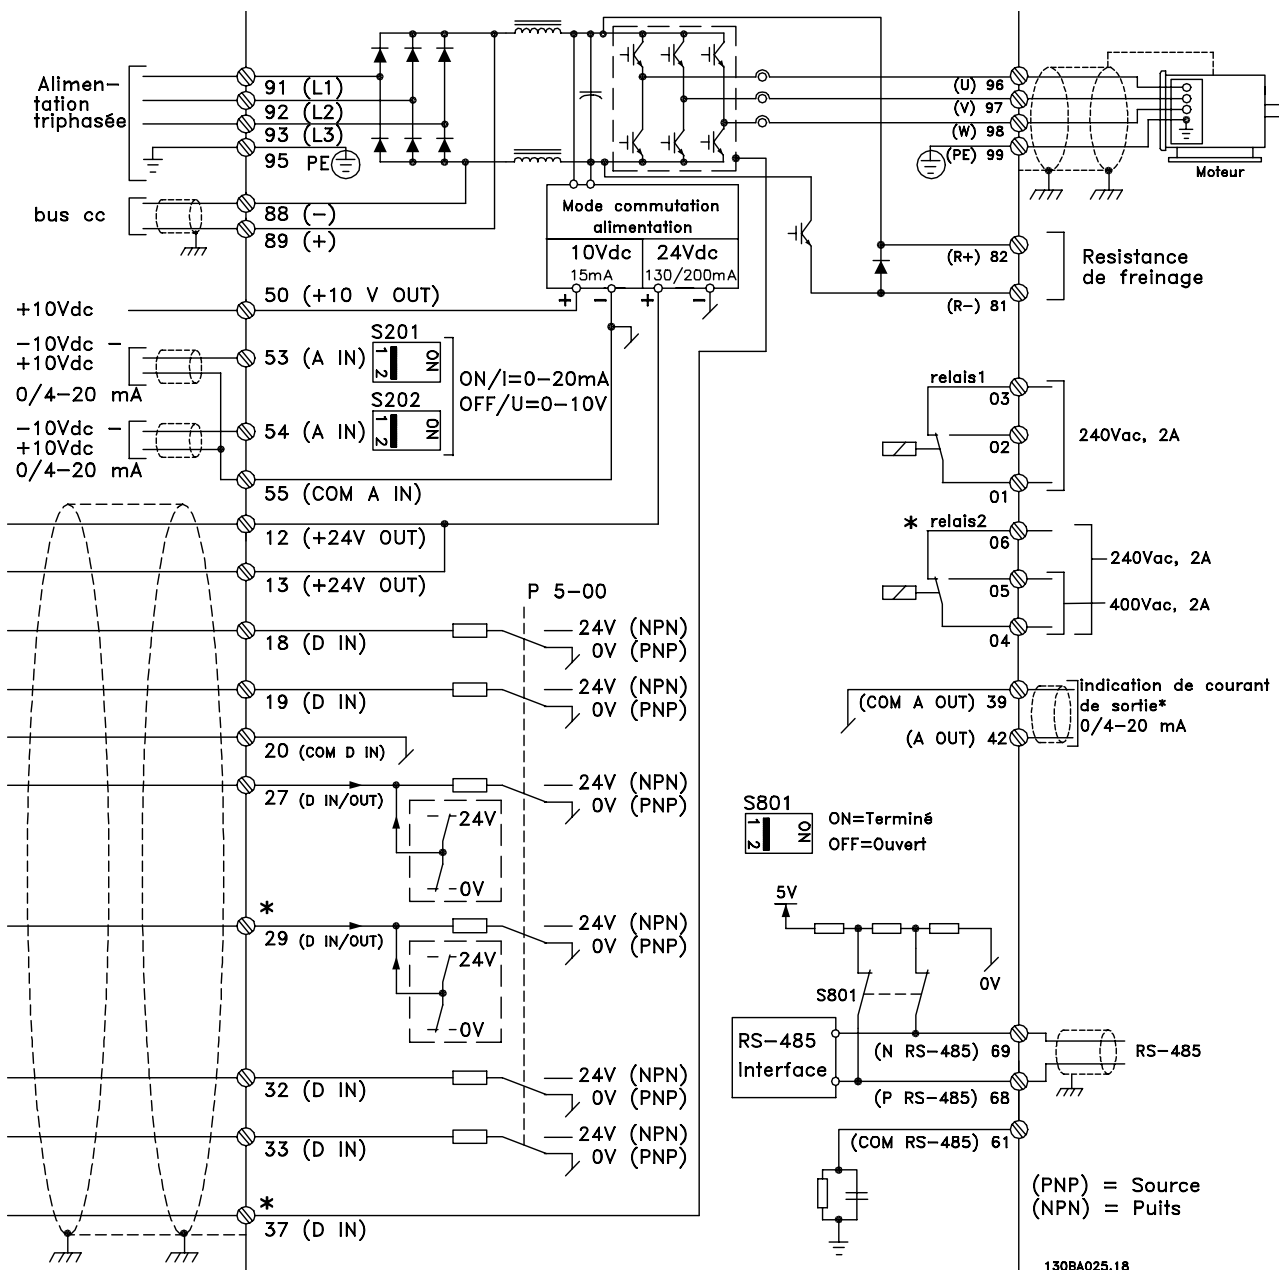 Alimen-
tation
triphasée
91 (L1)
92 (L2)
93 (L3)
95 PE
bus cc
88 (−)
89 (+)
+10Vdc
50 (+10 V OUT)
−10Vdc −
+10Vdc
0/4−20 mA
53 (A IN)
S201
1 2
ON
ON/I=0−20mA
OFF/U=0−10V
−10Vdc −
+10Vdc
0/4−20 mA
54 (A IN)
S202
1 2
ON
55 (COM A IN)
12 (+24V OUT)
13 (+24V OUT)
P 5-00
18 (D IN)
24V (NPN)
0V (PNP)
19 (D IN)
24V (NPN)
0V (PNP)
20 (COM D IN)
27 (D IN/OUT)
24V (NPN)
0V (PNP)
24V
0V
*
29 (D IN/OUT)
24V (NPN)
0V (PNP)
24V
0V
32 (D IN)
24V (NPN)
0V (PNP)
33 (D IN)
24V (NPN)
0V (PNP)
*
37 (D IN)
Mode commutation
alimentation
10Vdc
15mA
24Vdc
130/200mA
+ − + −
(U) 96
(V) 97
(W) 98
(PE) 99
Moteur
(R+) 82
(R−) 81
Resistance
de freinage
relais1
03
02
01
240Vac, 2A
* relais2
06
05
04
240Vac, 2A
400Vac, 2A
(COM A OUT) 39
(A OUT) 42
indication de courant
de sortie*
0/4−20 mA
S801
1 2
ON
ON=Terminé
OFF=Ouvert
5V
0V
S801
RS−485
Interface
(N RS−485) 69
(P RS−485) 68
(COM RS−485) 61
RS−485
(PNP) = Source
(NPN) = Puits
130BA025.18